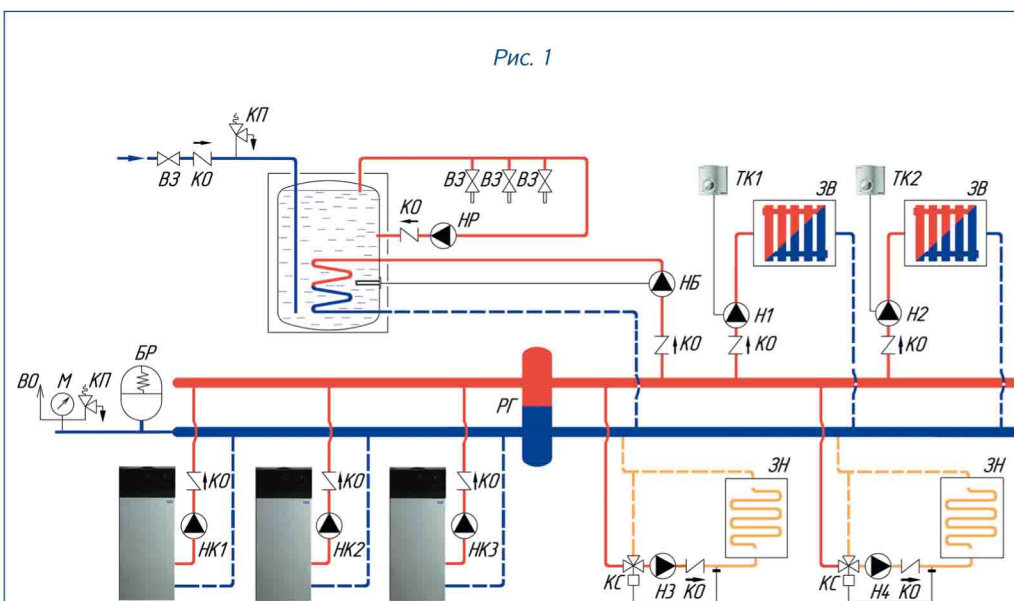 Рис. 1
КП
ВЗ
КО
ВЗ
ВЗ
ВЗ
КО
НР
НБ
КО
ТК1
ЗВ
Н1
КО
ТК2
ЗВ
Н2
КО
ВО
М
КП
БР
РГ
КО
НК1
КО
НК2
КО
НК3
ЗН
КС
Н3
КО
ЗН
КС
Н4
КО